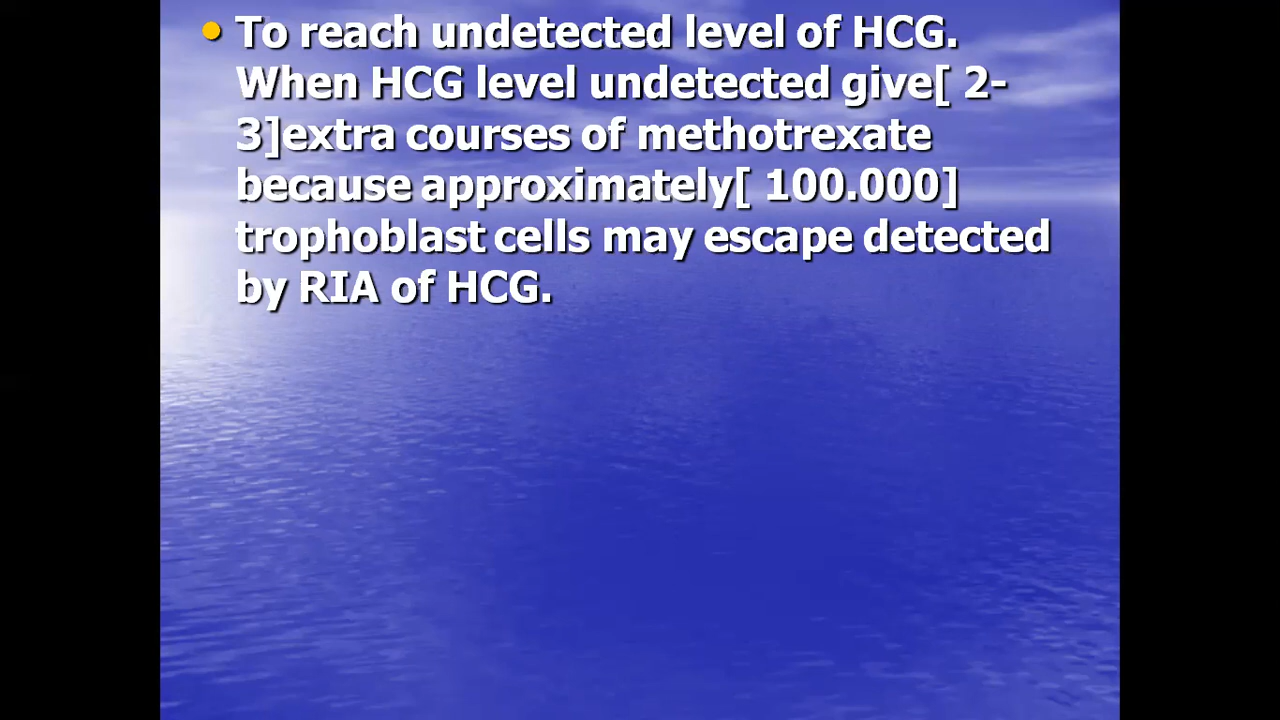 • To reach undetected level of HCG.
When HCG level undetected give[ 2-
3]extra courses of methotrexate
because approximately[ 100.000]
trophoblast cells may escape detected
by RIA of HCG.